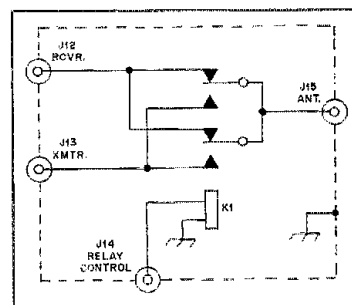 J12
RCVR.
J15
ANT.
J13
XMTR.
K1
J14
RELAY
CONTROL